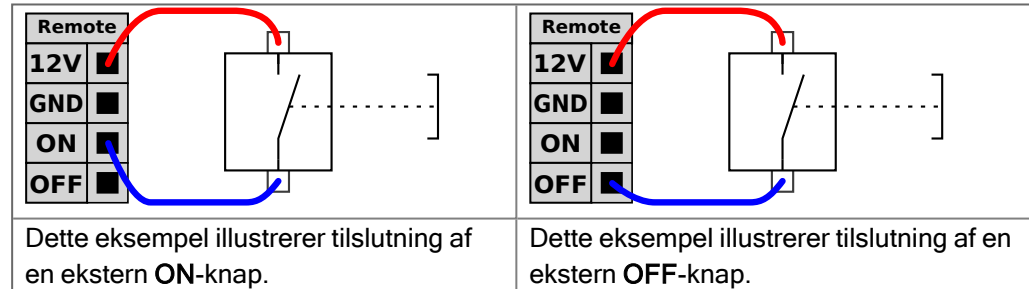 Remote
12V
GND
ON
OFF
Dette eksempel illustrerer tilslutning af
en ekstern ON-knap.
Remote
12V
GND
ON
OFF
Dette eksempel illustrerer tilslutning af en
ekstern OFF-knap.